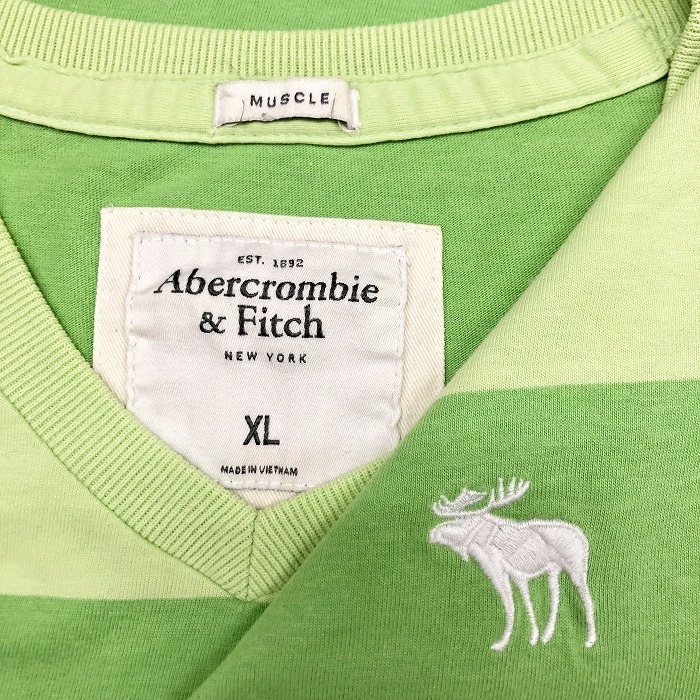 MUSCLE
EST. 1892
Abercrombie
& Fitch
NEW YORK
XL
MADE IN VIETNAM